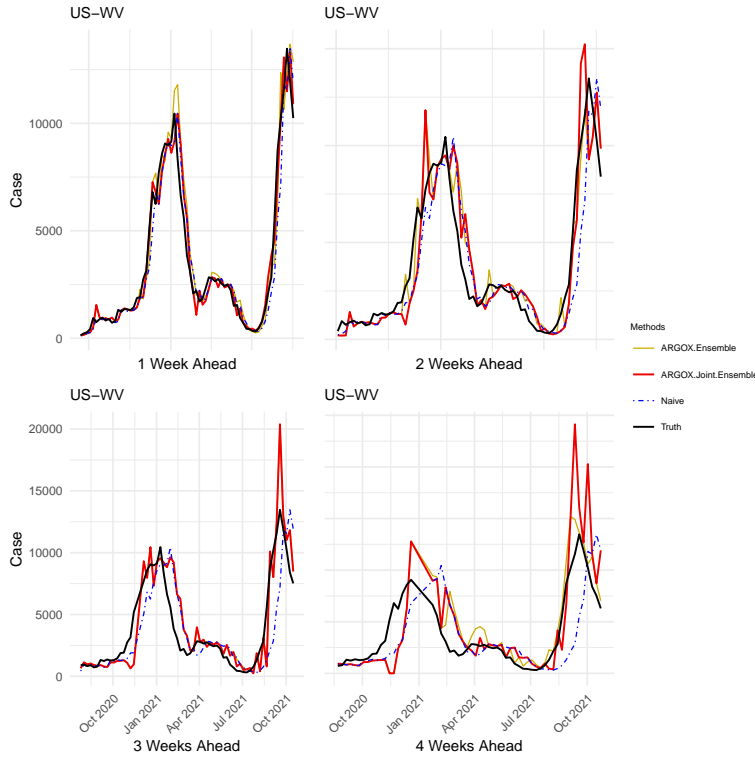 US−WV
US−WV
Case
10000
5000
0
1 Week Ahead
2 Weeks Ahead
Methods
ARGOX.Ensemble
ARGOX.Joint.Ensemble
Naive
Truth
US−WV
US−WV
Case
20000
15000
10000
5000
0
Oct 2020
Jan 2021
Apr 2021
Jul 2021
Oct 2021
Oct 2020
Jan 2021
Apr 2021
Jul 2021
Oct 2021
3 Weeks Ahead
4 Weeks Ahead